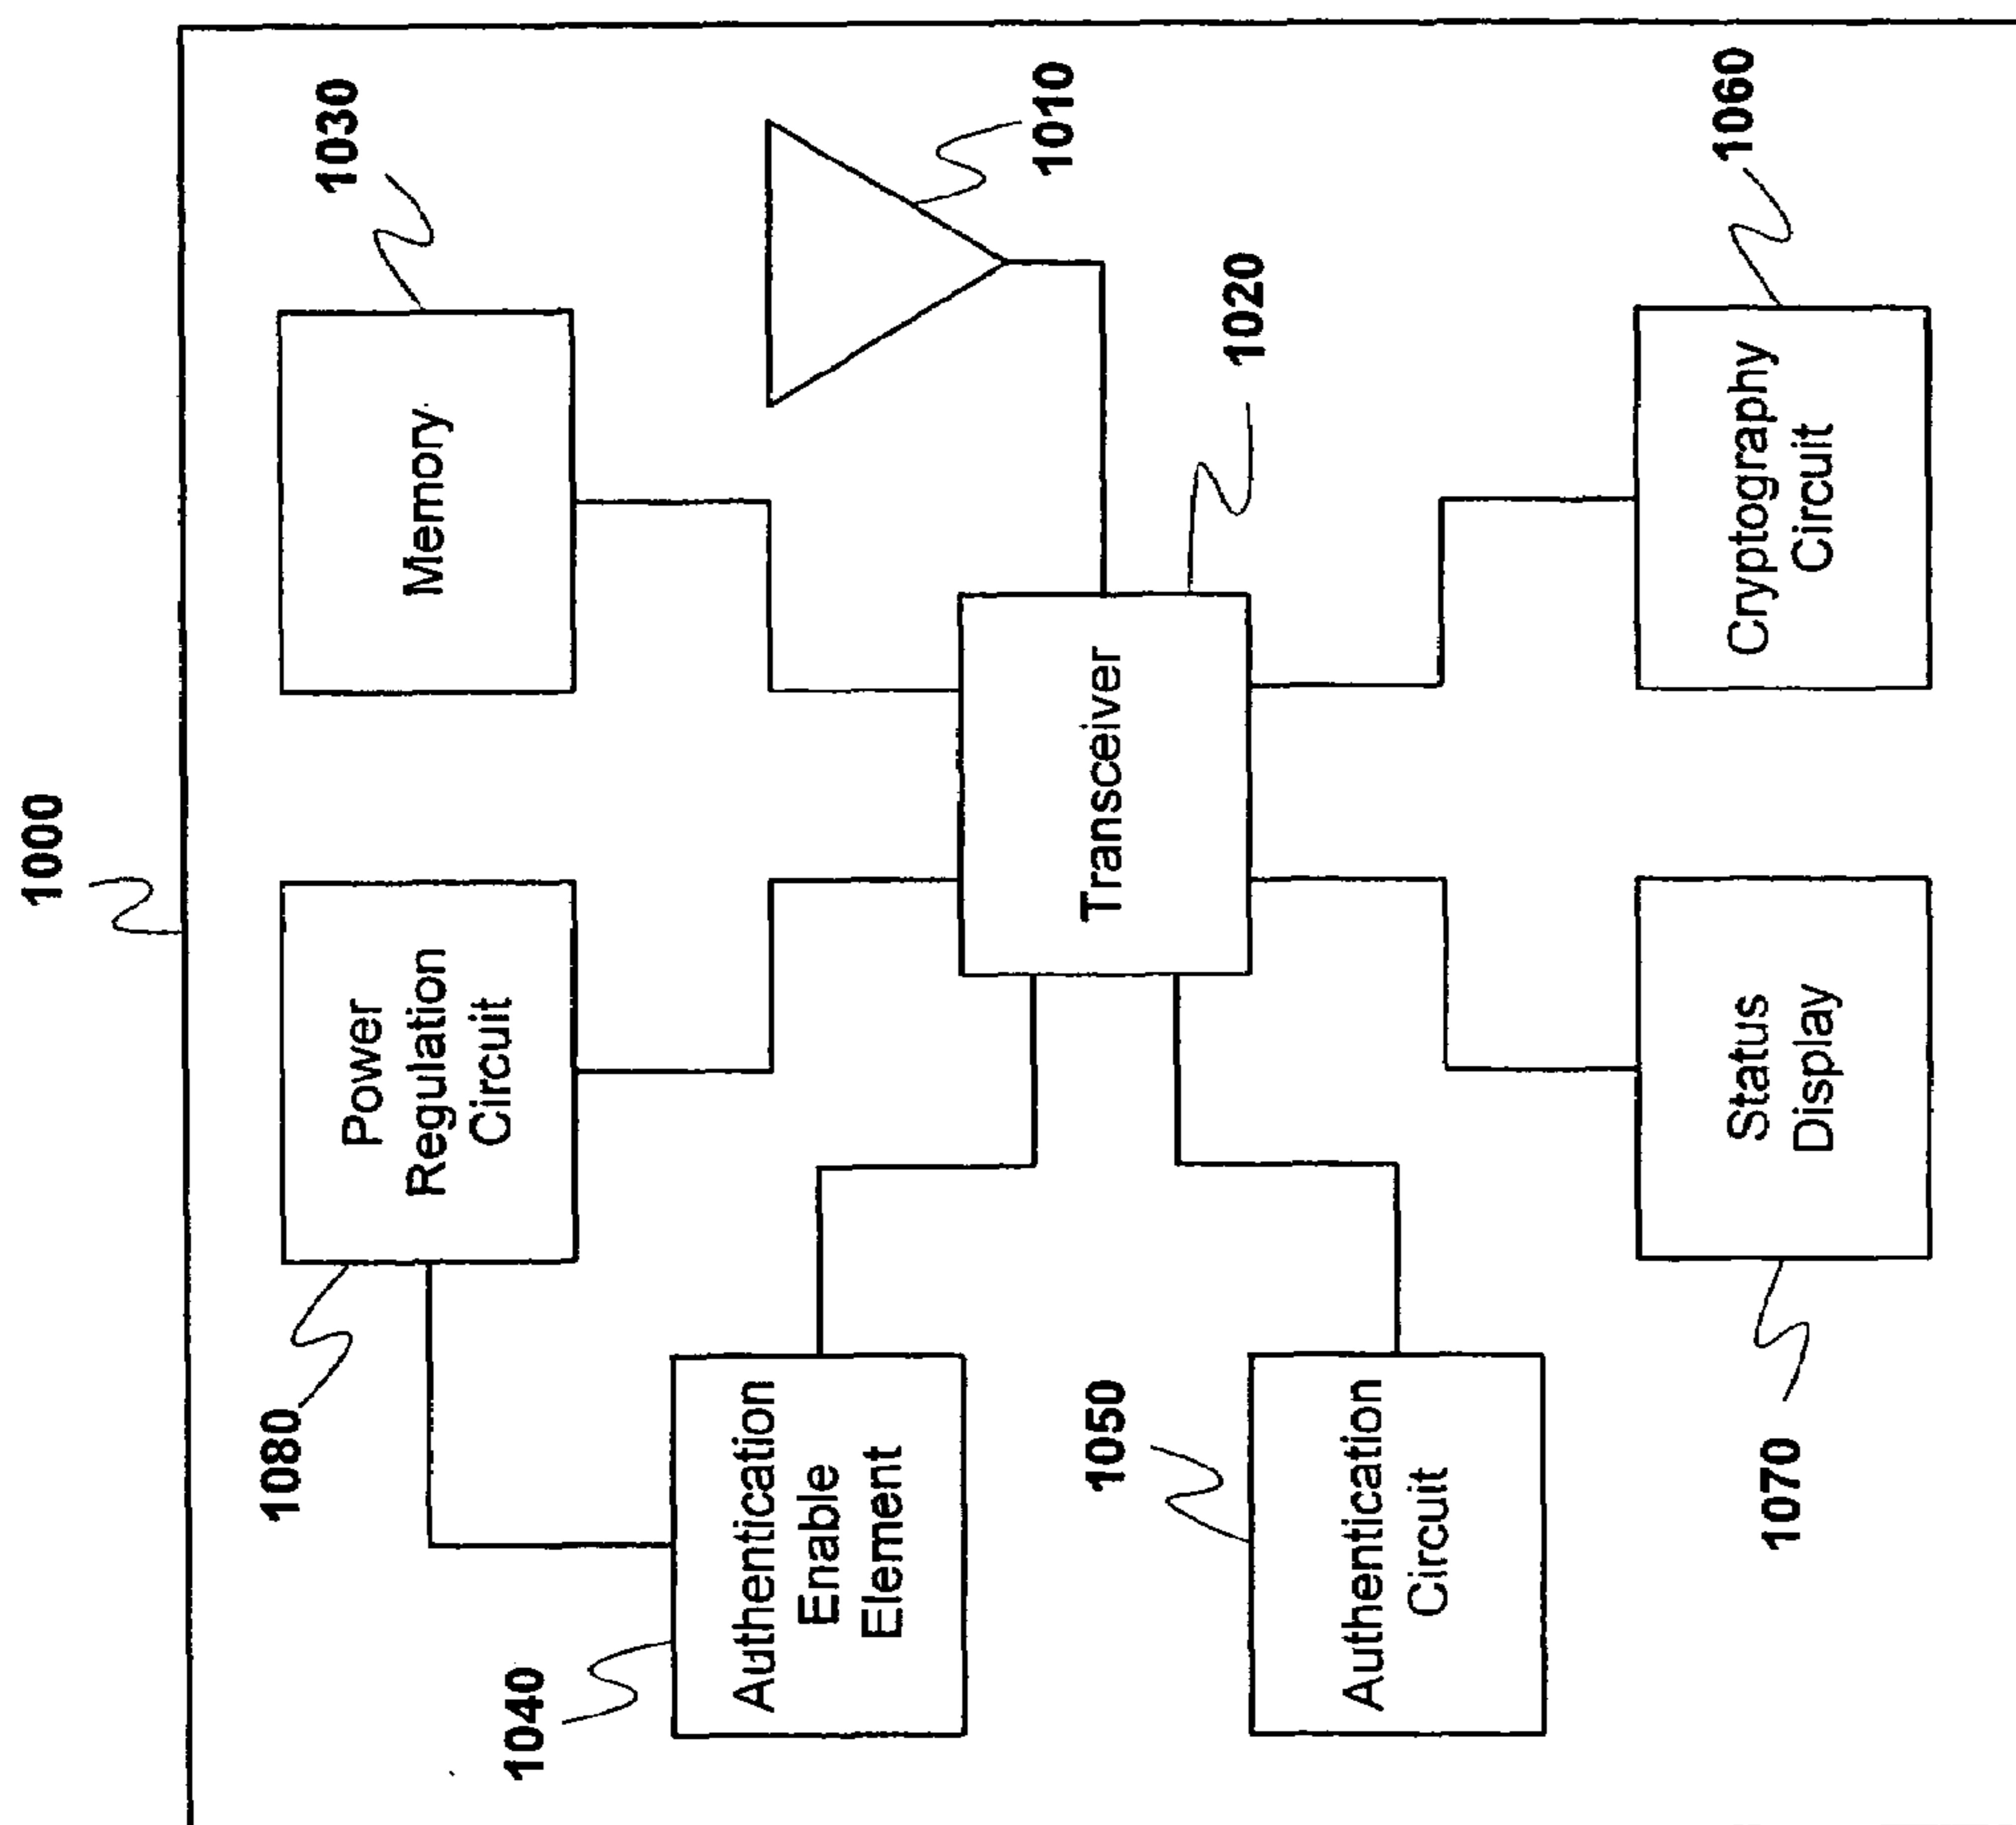 1000
1080
Power
Regulation
Circuit
Memory
1030
1040
Authentication
Enable
Element
1010
Transceiver
1020
1050
Authentication
Circuit
Status
Display
1070
Cryptography
Circuit
1060